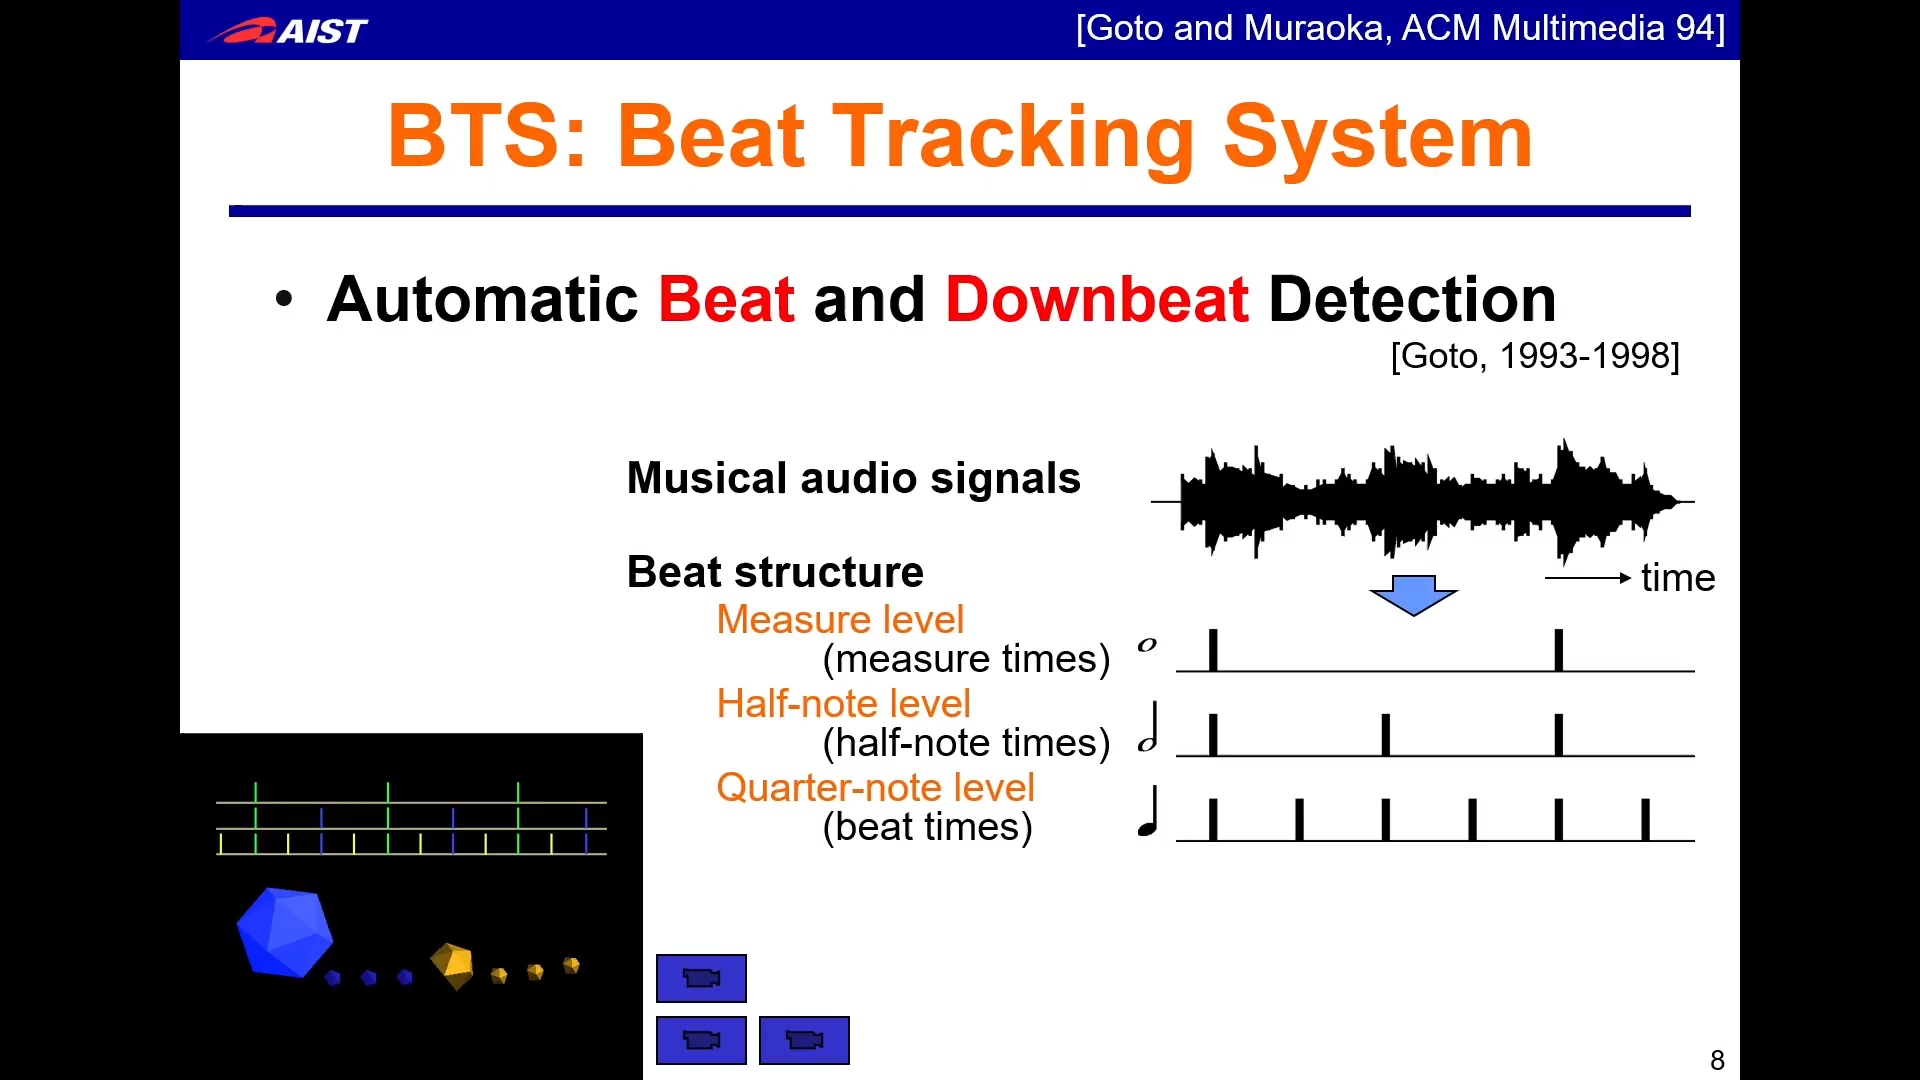 AIST
[Goto and Muraoka, ACM Multimedia 94]
BTS: Beat Tracking System
• Automatic Beat and Downbeat Detection
[Goto, 1993-1998]
Musical audio signals
Beat structure
time
Measure level
(measure times)
Half-note level
(half-note times)
Quarter-note level
(beat times)
8